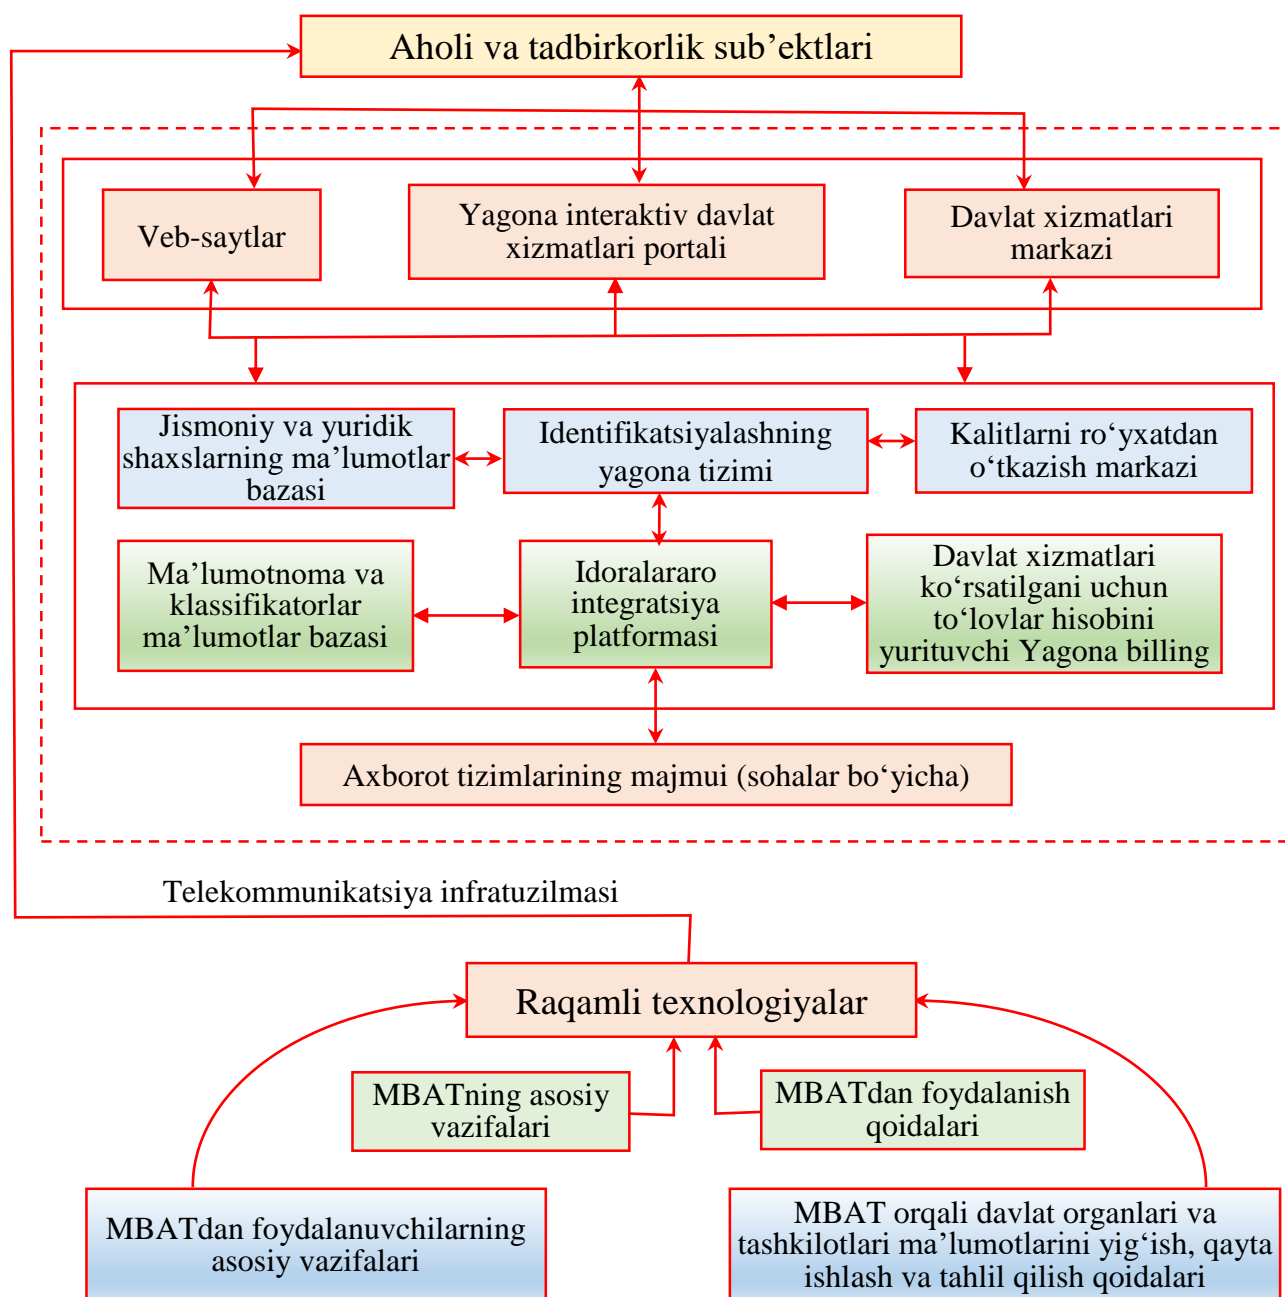 Aholi va tadbirkorlik sub’ektlari
Veb-saytlar
Yagona interaktiv davlat
xizmatlari portali
Davlat xizmatlari
markazi
Jismoniy va yuridik
shaxslarning ma’lumotlar
bazasi
Identifikatsiyalashning
yagona tizimi
Kalitlarni ro‘yxatdan
o‘tkazish markazi
Ma’lumotnoma va
klassifikatorlar
ma’lumotlar bazasi
Idoralararo
integratsiya
platformasi
Davlat xizmatlari
ko‘rsatilgani uchun
to‘lovlar hisobini
yurituvchi Yagona billing
Axborot tizimlarining majmui (sohalar bo‘yicha)
Telekommunikatsiya infratuzilmasi
Raqamli texnologiyalar
MBATning asosiy
vazifalari
MBATdan foydalanish
qoidalari
MBATdan foydalanuvchilarning
asosiy vazifalari
MBAT orqali davlat organlari va
tashkilotlari ma’lumotlarini yig‘ish, qayta
ishlash va tahlil qilish qoidalari